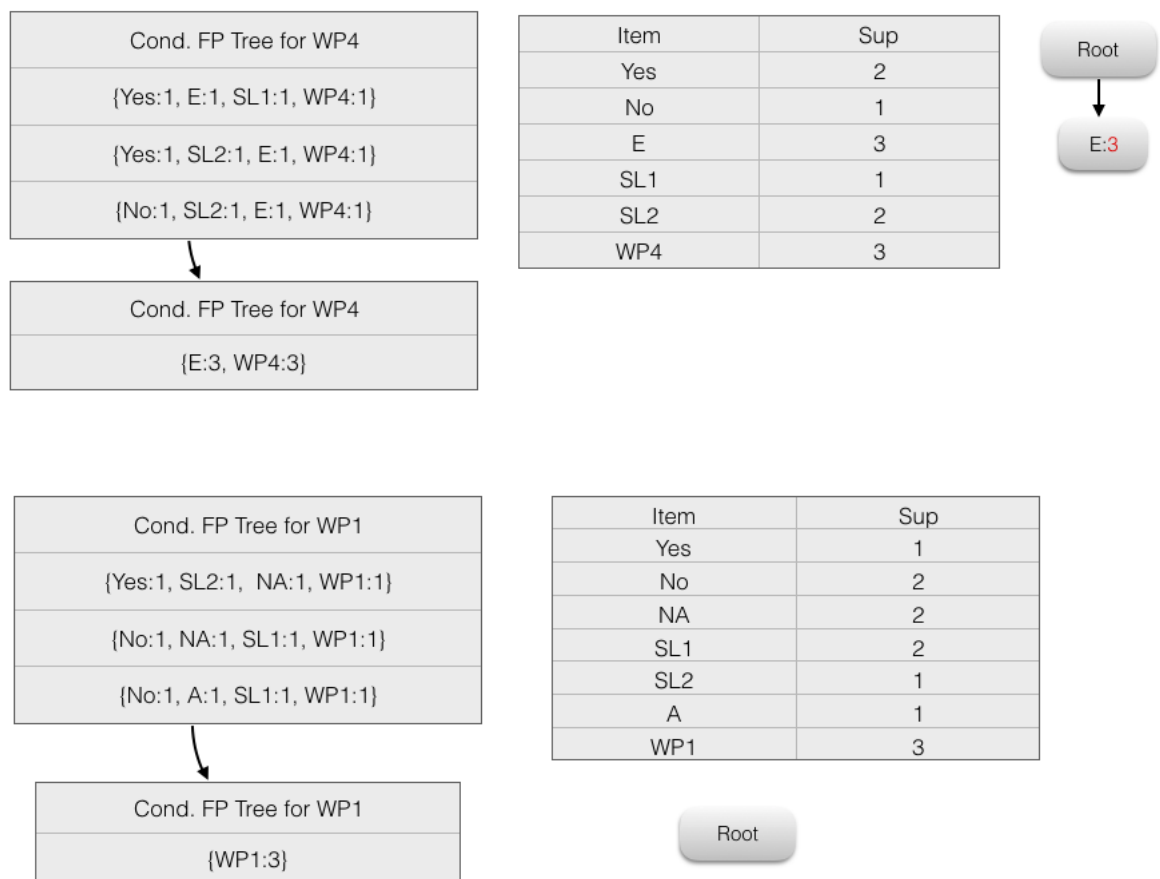 Cond. FP Tree for WP4
{Yes:1, E:1, SL1:1, WP4:1}
{Yes:1, SL2:1, E:1, WP4:1}
{No:1, SL2:1, E:1, WP4:1}
Cond. FP Tree for WP4
{E:3, WP4:3}
Item Sup
Yes 2
No 1
E 3
SL1 1
SL2 2
WP4 3
Root
E:3
Cond. FP Tree for WP1
{Yes:1, SL2:1, NA:1, WP1:1}
{No:1, NA:1, SL1:1, WP1:1}
{No:1, A:1, SL1:1, WP1:1}
Cond. FP Tree for WP1
{WP1:3}
Item Sup
Yes 1
No 2
NA 2
SL1 2
SL2 1
A 1
WP1 3
Root